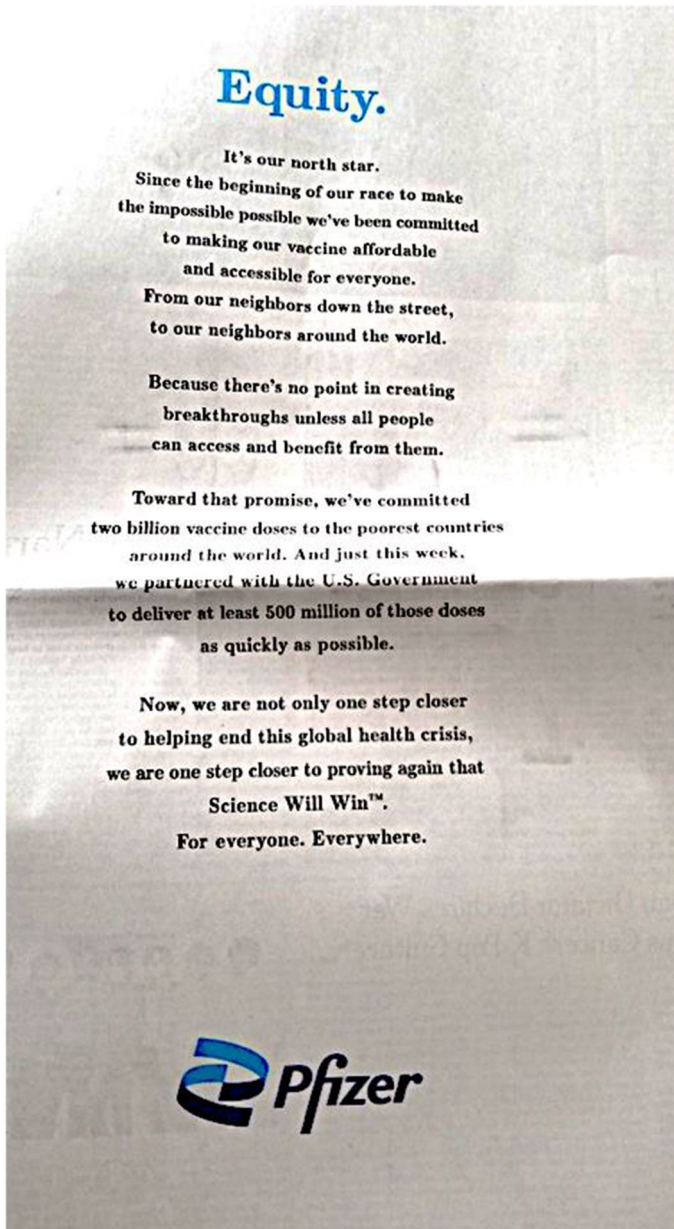 Equity.
It's our north star.
Since the beginning of our race to make
the impossible possible we've been committed
to making our vaccine affordable
and accessible for everyone.
From our neighbors down the street,
to our neighbors around the world.
Because there's no point in creating
breakthroughs unless all people
can access and benefit from them.
Toward that promise, we've committed
two billion vaccine doses to the poorest countries
around the world. And just this week,
we partnered with the U.S. Government
to deliver at least 500 million of those doses
as quickly as possible.
Now, we are not only one step closer
to helping end this global health crisis,
we are one step closer to proving again that
Science Will Win™.
For everyone. Everywhere.
Pfizer